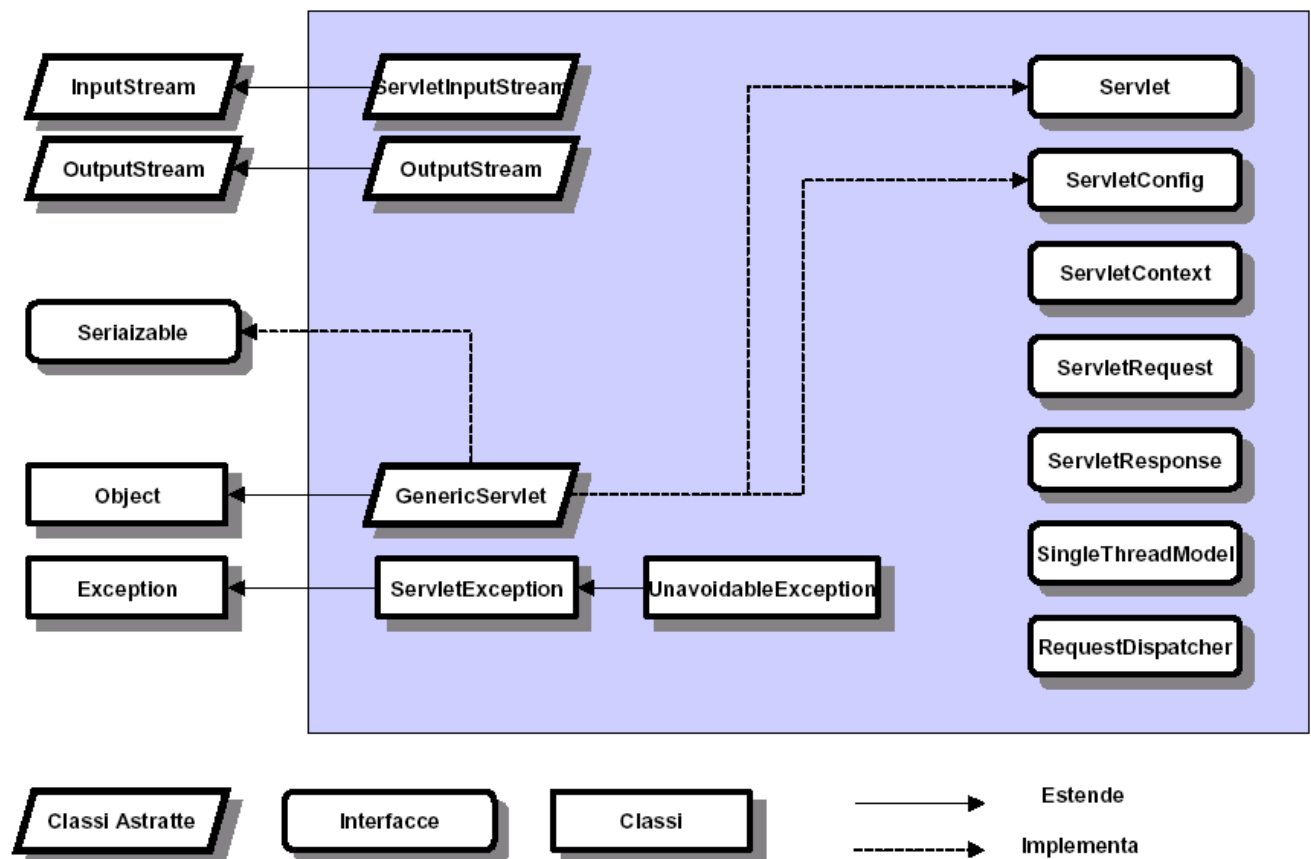 InputStream
ServletInputStream
Servlet
OutputStream
OutputStream
ServletConfig
ServletContext
Seriaizable
ServletRequest
ServletResponse
Object
GenericServlet
SingleThreadModel
Exception
ServletException
UnavoidableException
RequestDispatcher
Classi Astratte
Interfacce
Classi
Estende
Implementa